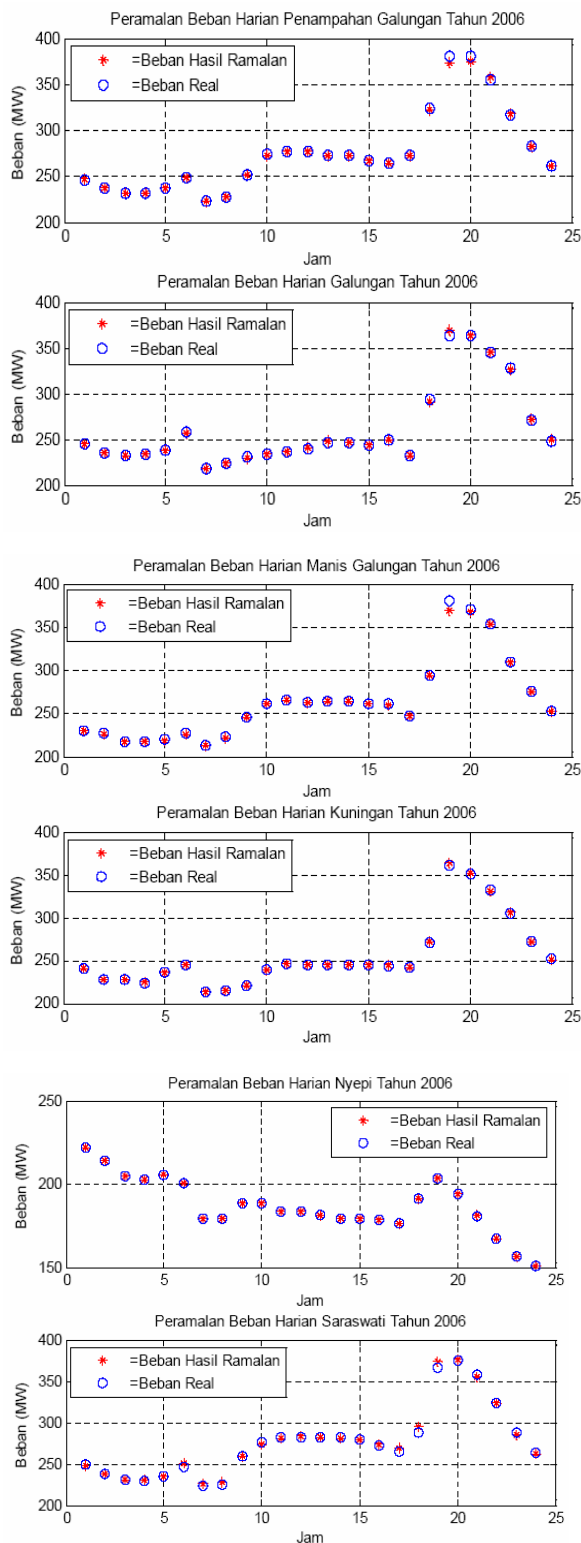 Peramalan Beban Harian Penampahan Galungan Tahun 2006
400
350
300
250
200
Beban (MW)
=Beban Hasil Ramalan
=Beban Real
0 5 10 15 20 25
Jam
Peramalan Beban Harian Galungan Tahun 2006
400
350
300
250
200
Beban (MW)
=Beban Hasil Ramalan
=Beban Real
0 5 10 15 20 25
Jam
Peramalan Beban Harian Manis Galungan Tahun 2006
400
350
300
250
200
Beban (MW)
=Beban Hasil Ramalan
=Beban Real
0 5 10 15 20 25
Jam
Peramalan Beban Harian Kuningan Tahun 2006
400
350
300
250
200
Beban (MW)
=Beban Hasil Ramalan
=Beban Real
0 5 10 15 20 25
Jam
Peramalan Beban Harian Nyepi Tahun 2006
250
200
150
Beban (MW)
=Beban Hasil Ramalan
=Beban Real
0 5 10 15 20 25
Jam
Peramalan Beban Harian Saraswati Tahun 2006
400
350
300
250
200
Beban (MW)
=Beban Hasil Ramalan
=Beban Real
0 5 10 15 20 25
Jam